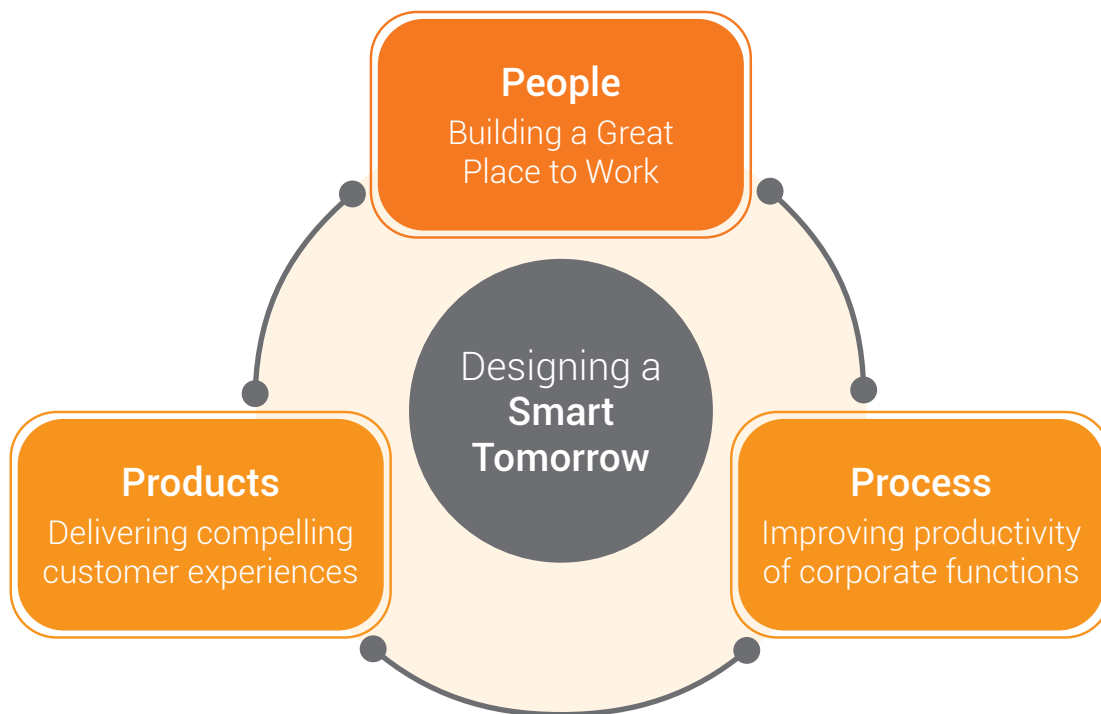 People
Building a Great
Place to Work
Designing a
Smart
Tomorrow
Products
Delivering compelling
customer experiences
Process
Improving productivity
of corporate functions